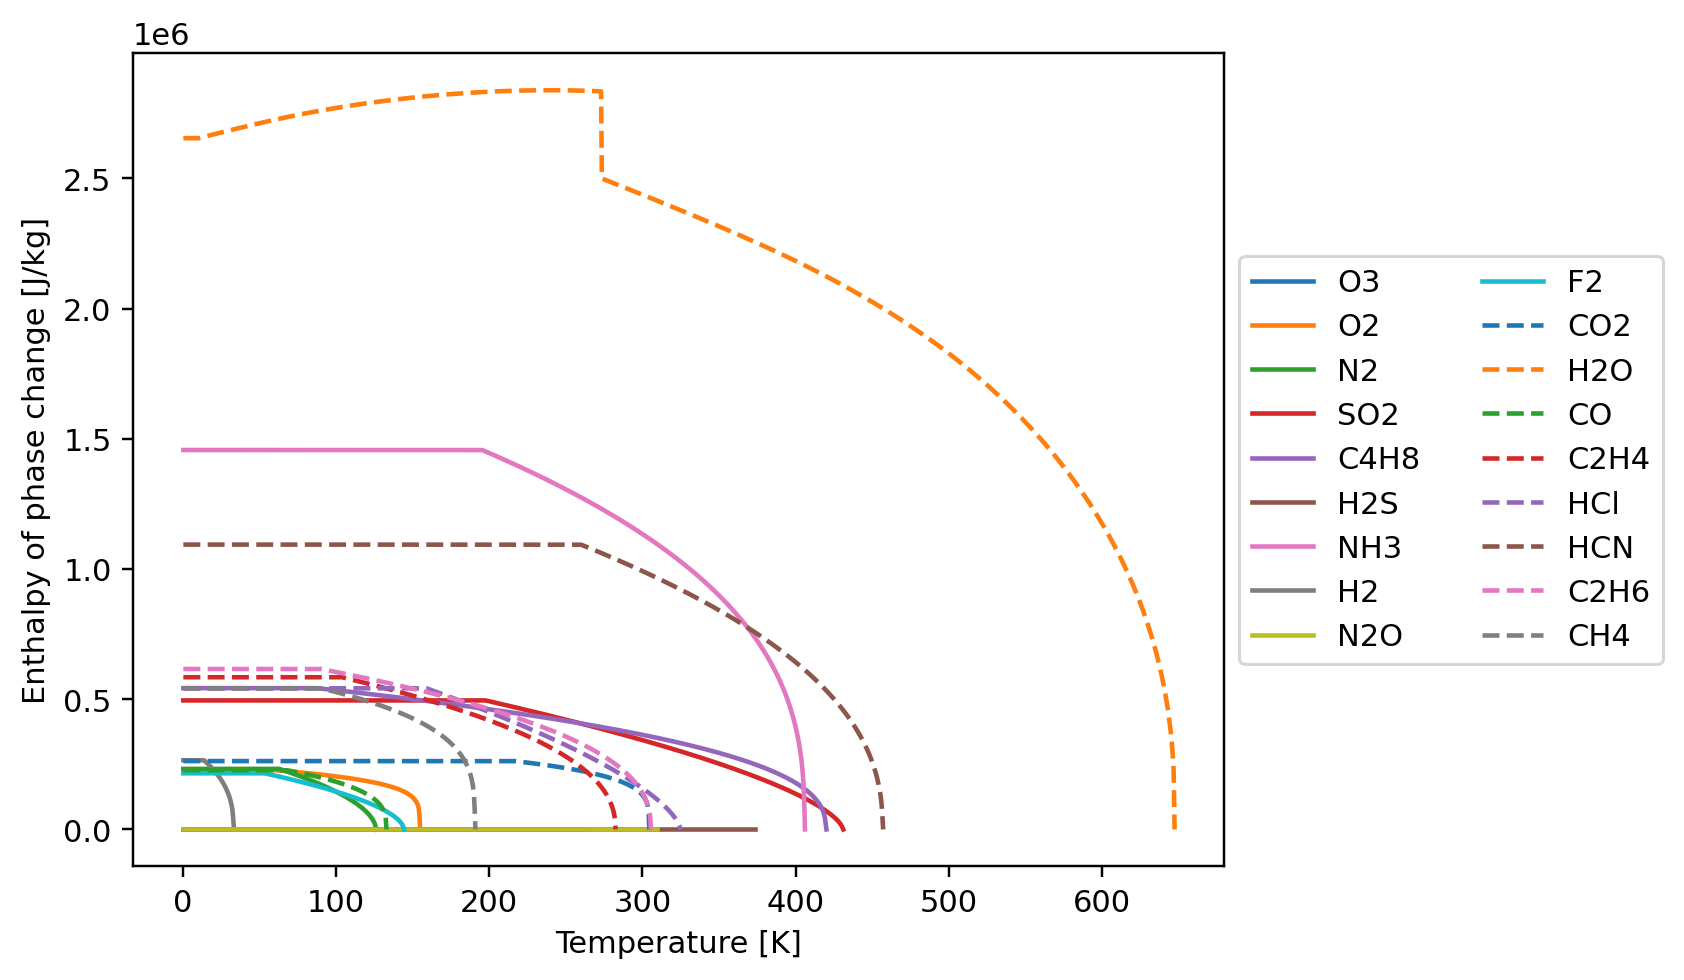 1e6
Enthalpy of phase change [J/kg]
2.5
2.0
1.5
1.0
0.5
0.0
0 100 200 300 400 500 600
Temperature [K]
O3
O2
N2
SO2
C4H8
H2S
NH3
H2
N2O
F2
CO2
H2O
CO
C2H4
HCl
HCN
C2H6
CH4